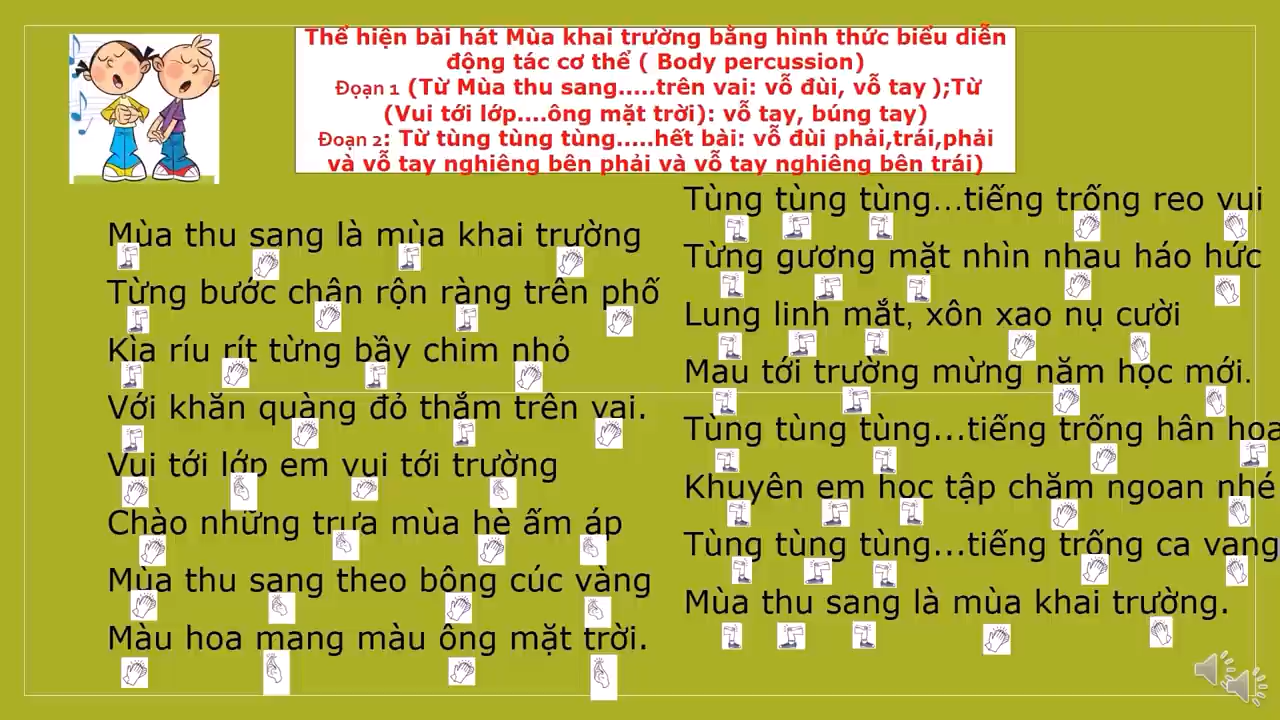 Thể hiện bài hát Mùa khai trường bằng hình thức biểu diễn
động tác cơ thể ( Body percussion)
Đoạn 1 (Từ Mùa thu sang.....trên vai: vỗ đùi, vỗ tay );Từ
(Vui tới lớp....ông mặt trời): vỗ tay, búng tay)
Đoạn 2: Từ tùng tùng tùng.....hết bài: vỗ đùi phải,trái,phải
và vỗ tay nghiêng bên phải và vỗ tay nghiêng bên trái)
Mùa thu sang là mùa khai trường
Từng bước chân rộn ràng trên phố
Kìa ríu rít từng bầy chim nhỏ
Với khăn quàng đỏ thắm trên vai.
Vui tới lớp em vui tới trường
Chào những trưa mùa hè ấm áp
Mùa thu sang theo bông cúc vàng
Màu hoa mang màu ông mặt trời.
Tùng tùng tùng...tiếng trống reo vui
Từng gương mặt nhìn nhau háo hức
Lung linh mắt, xôn xao nụ cười
Mau tới trường mừng năm học mới.
Tùng tùng tùng...tiếng trống hân hoa
Khuyên em học tập chăm ngoan nhé
Tùng tùng tùng...tiếng trống ca vang
Mùa thu sang là mùa khai trường.